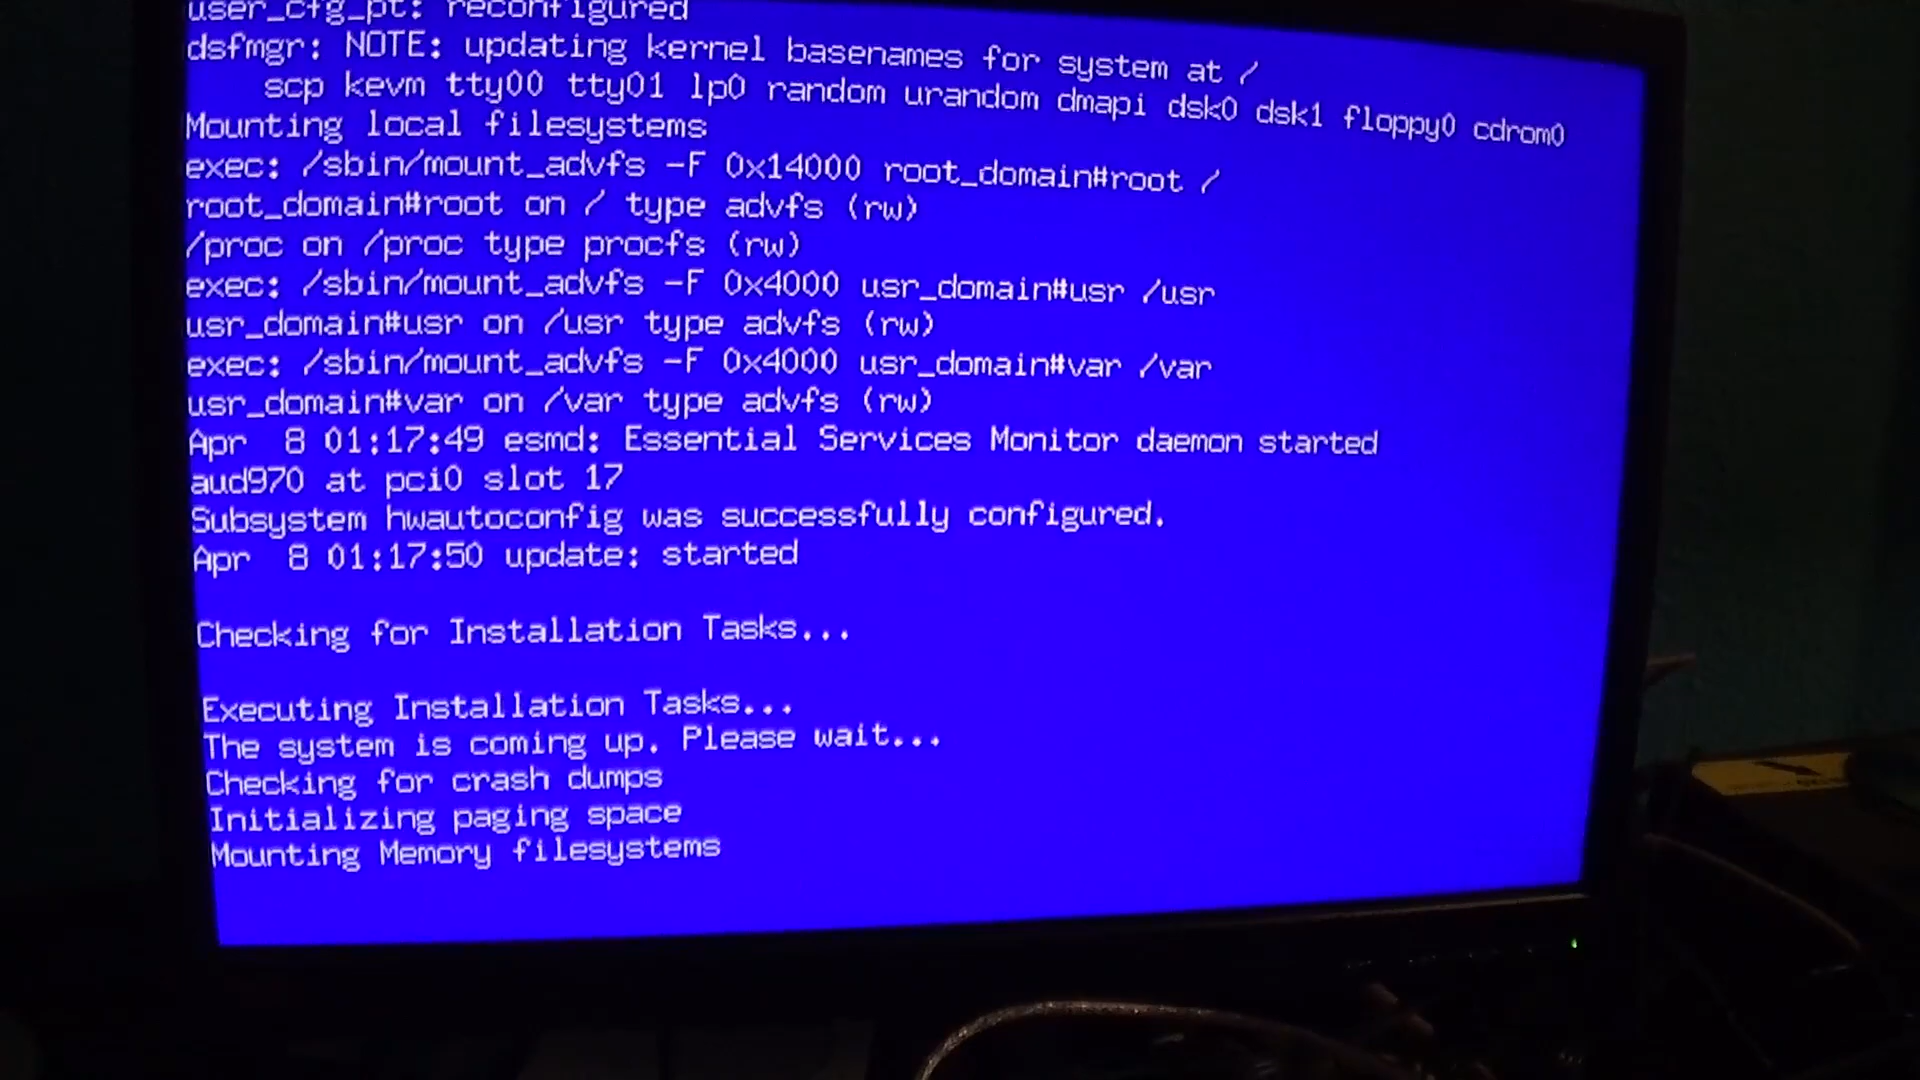 user_cfg_pt: reconfigured
dsfmgr: NOTE: updating kernel basenames for system at /
scp kevm tty00 tty01 lp0 random urandom dmapi dsk0 dsk1 floppy0 cdrom0
Mounting local filesystems
exec: /sbin/mount_advfs -F 0x14000 root_domain#root /
root_domain#root on / type advfs (rw)
/proc on /proc type procfs (rw)
exec: /sbin/mount_advfs -F 0x4000 usr_domain#usr /usr
usr_domain#usr on /usr type advfs (rw)
exec: /sbin/mount_advfs -F 0x4000 usr_domain#var /var
usr_domain#var on /var type advfs (rw)
Apr  8 01:17:49 esmd: Essential Services Monitor daemon started
aud970 at pci0 slot 17
Subsystem hwautoconfig was successfully configured.
Apr  8 01:17:50 update: started
Checking for Installation Tasks...
Executing Installation Tasks...
The system is coming up. Please wait...
Checking for crash dumps
Initializing paging space
Mounting Memory filesystems